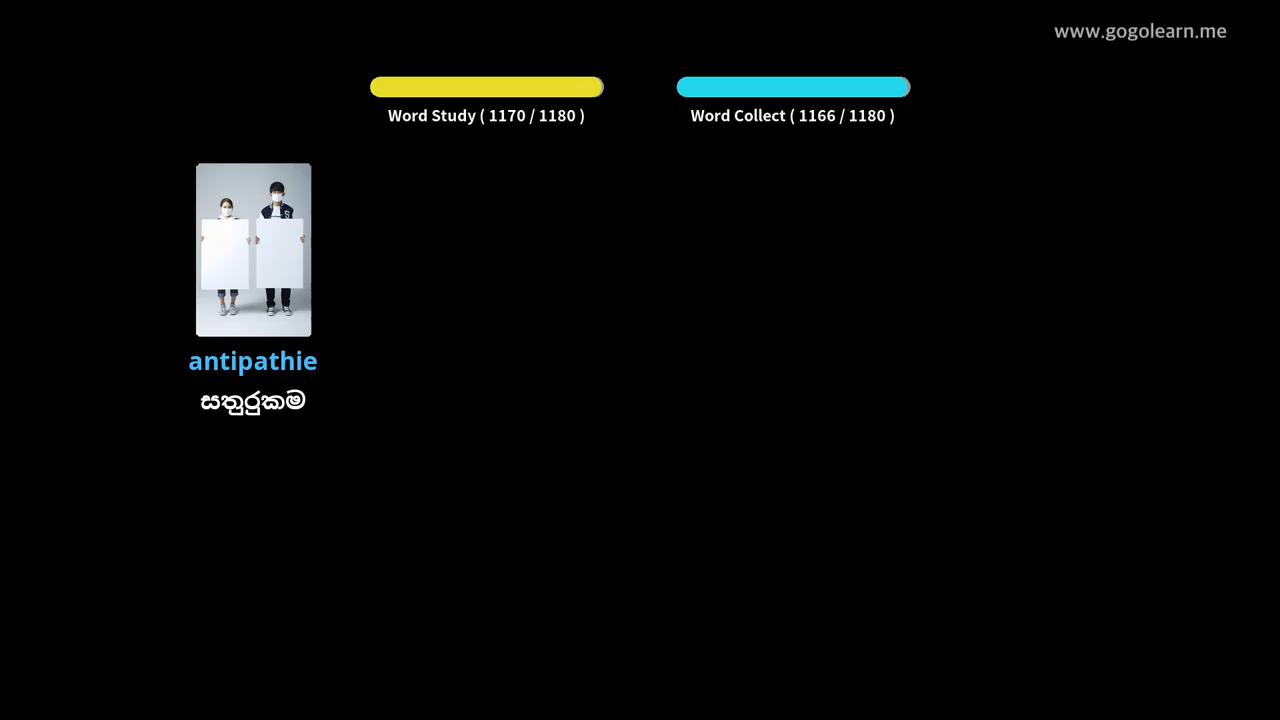 www.gogolearn.me
Word Study ( 1170 / 1180 )
Word Collect ( 1166 / 1180 )
antipathie
සතුරුකම